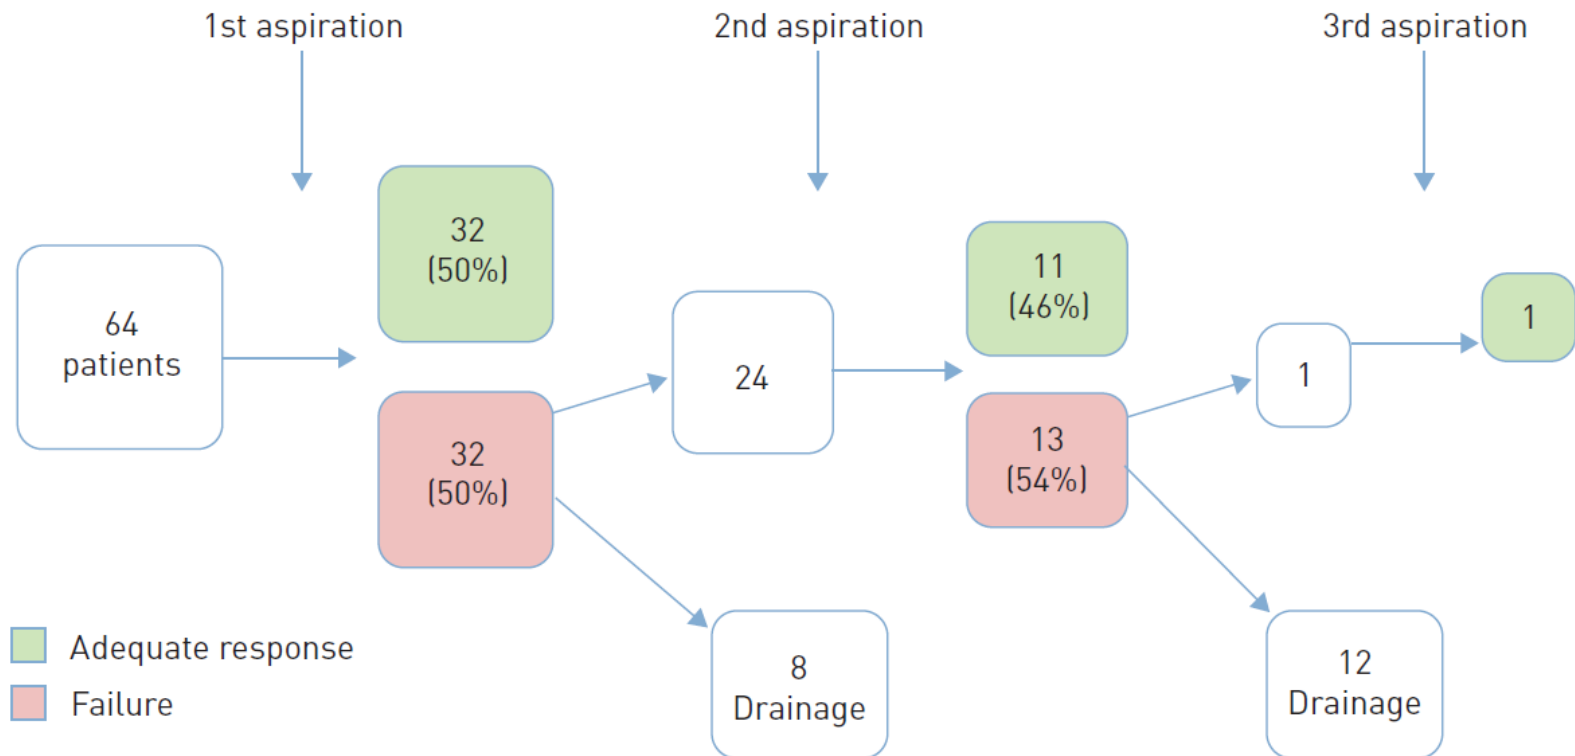 1st aspiration
2nd aspiration
3rd aspiration
64
patients
32
(50%)
32
(50%)
24
8
Drainage
11
(46%)
13
(54%)
1
1
12
Drainage
Adequate response
Failure